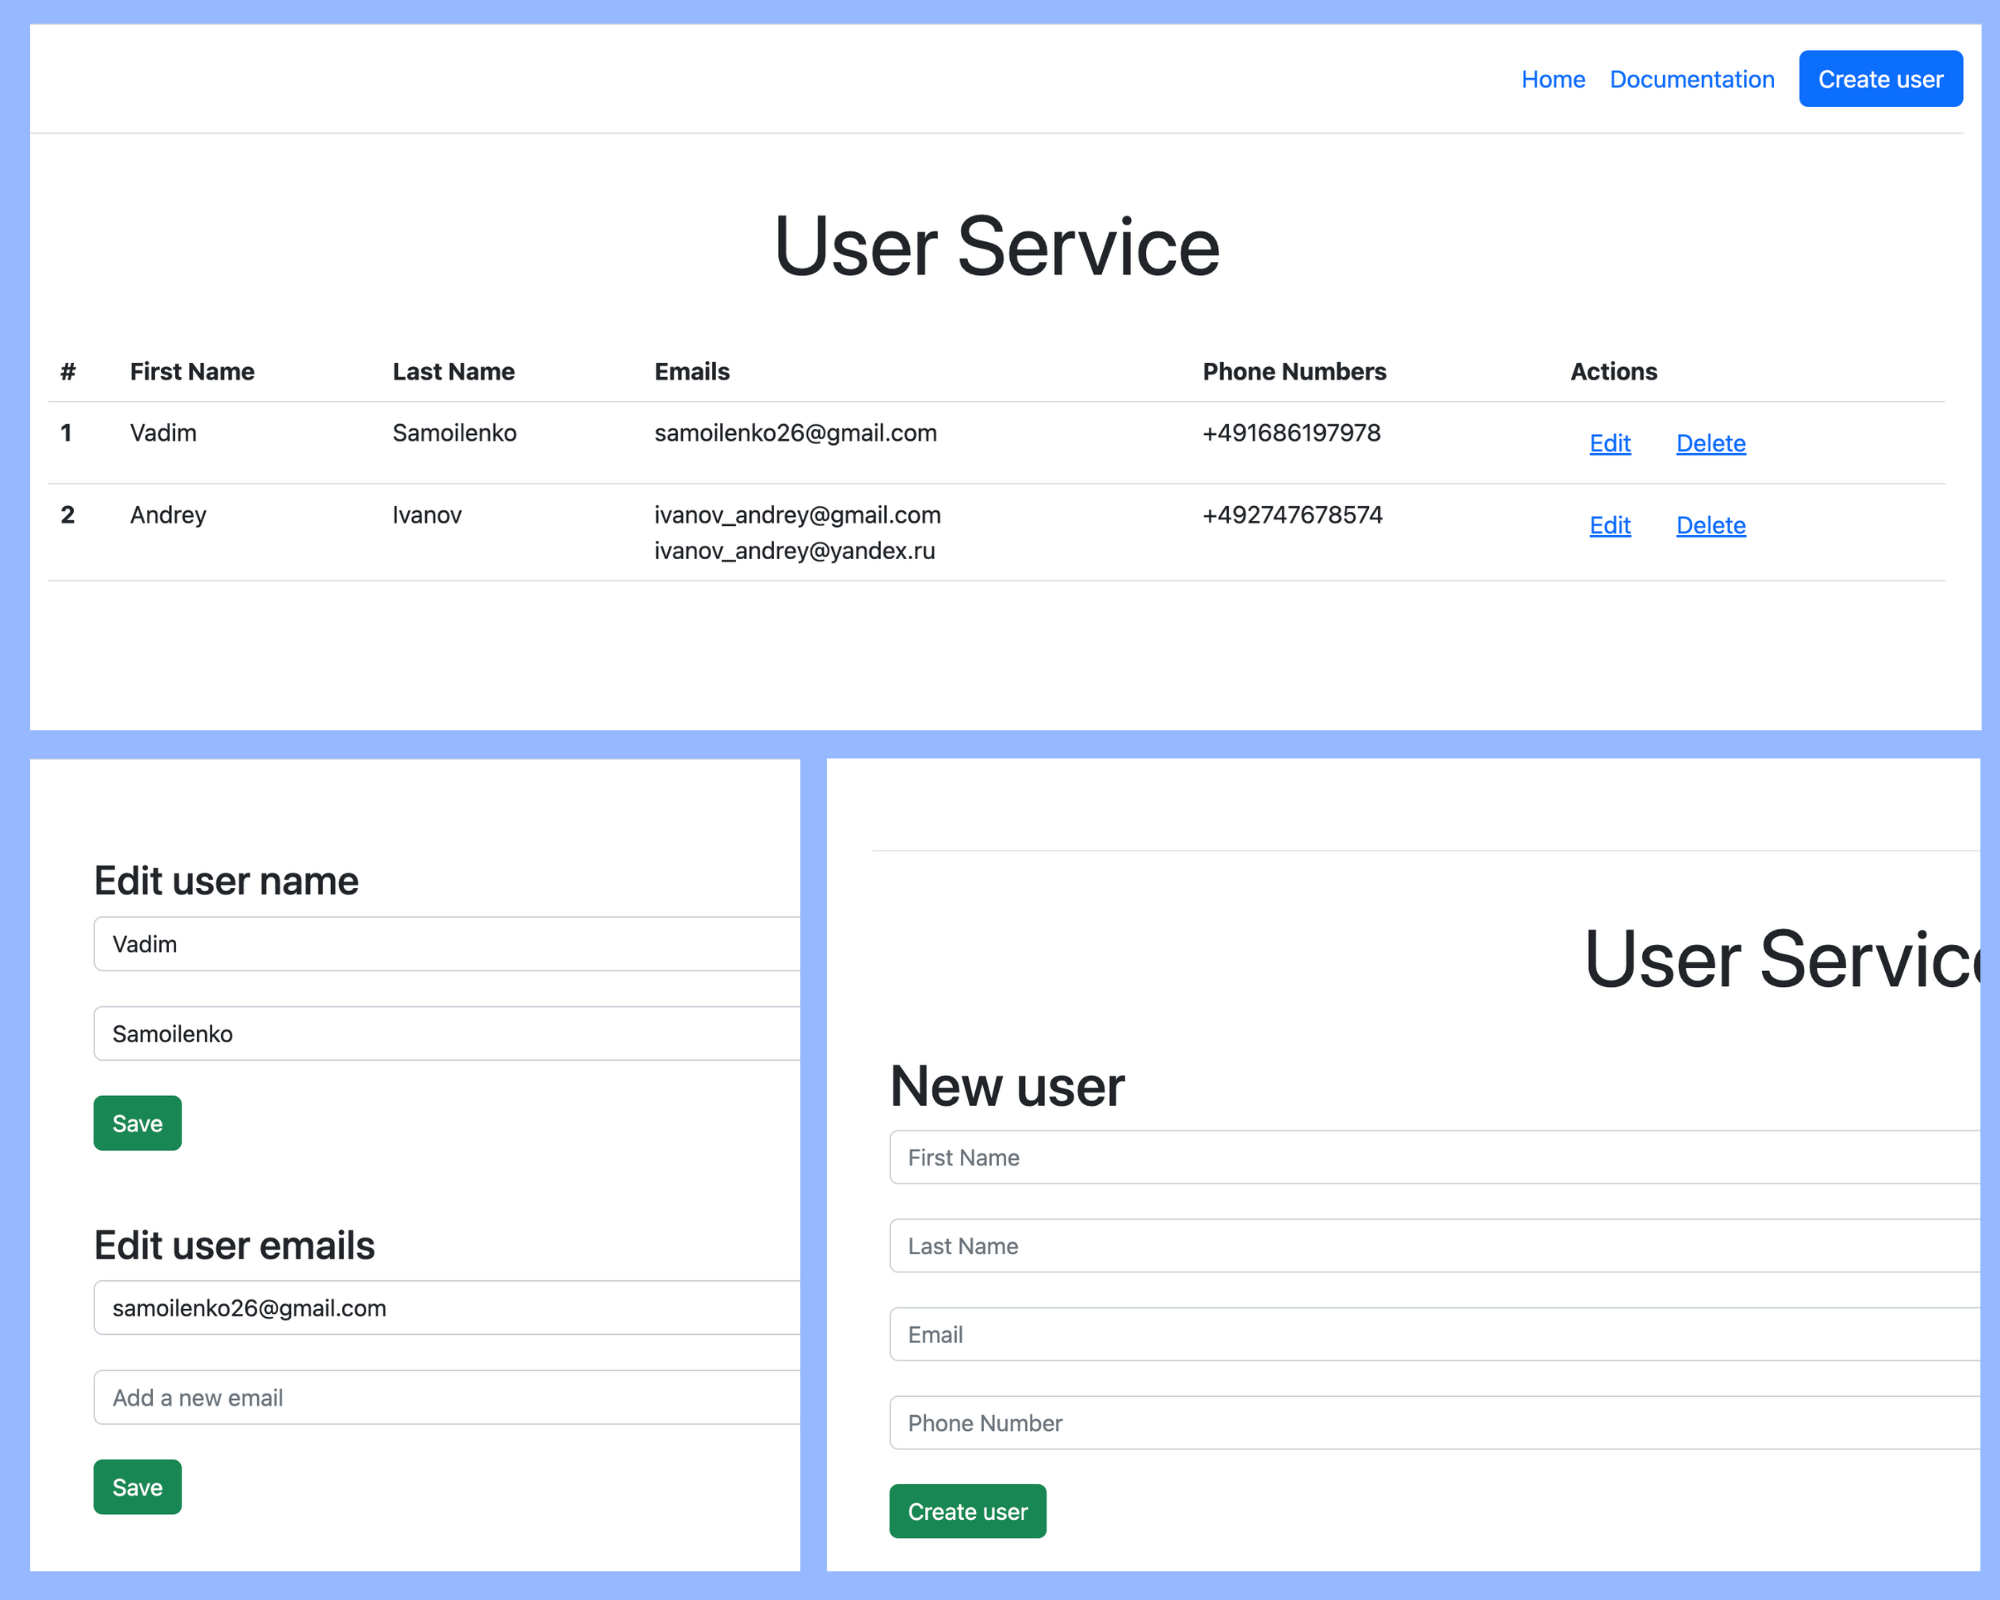 Home Documentation Create user
User Service
# First Name Last Name Emails Phone Numbers Actions
1 Vadim Samoilenko samoilenko26@gmail.com +491686197978 Edit Delete
2 Andrey Ivanov ivanov_andrey@gmail.com +492747678574 Edit Delete
ivanov_andrey@yandex.ru
Edit user name
Vadim
Samoilenko
Save
Edit user emails
samoilenko26@gmail.com
Add a new email
Save
User Service
New user
First Name
Last Name
Email
Phone Number
Create user